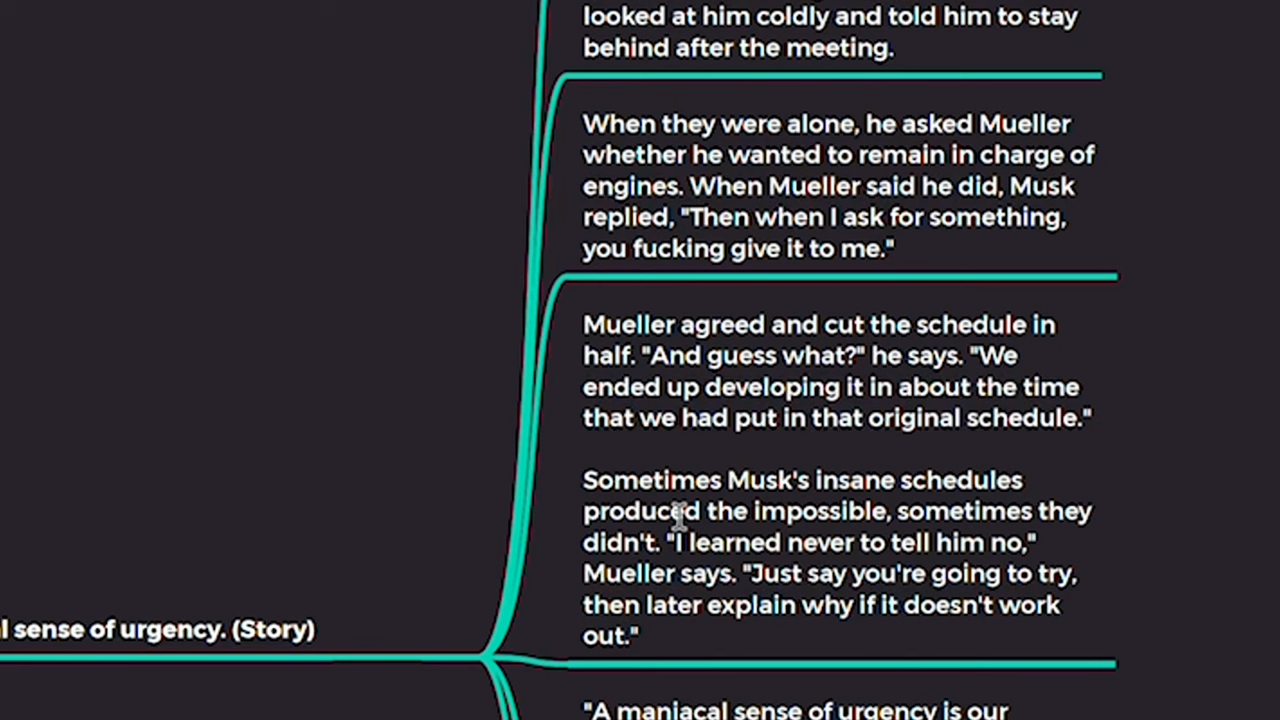 looked at him coldly and told him to stay
behind after the meeting.
When they were alone, he asked Mueller
whether he wanted to remain in charge of
engines. When Mueller said he did, Musk
replied, "Then when I ask for something,
you fucking give it to me."
Mueller agreed and cut the schedule in
half. "And guess what?" he says. "We
ended up developing it in about the time
that we had put in that original schedule."
Sometimes Musk's insane schedules
produced the impossible, sometimes they
didn't. "I learned never to tell him no,"
Mueller says. "Just say you're going to try,
then later explain why if it doesn't work
out."
sense of urgency. (Story)
"A maniacal sense of urgency is our